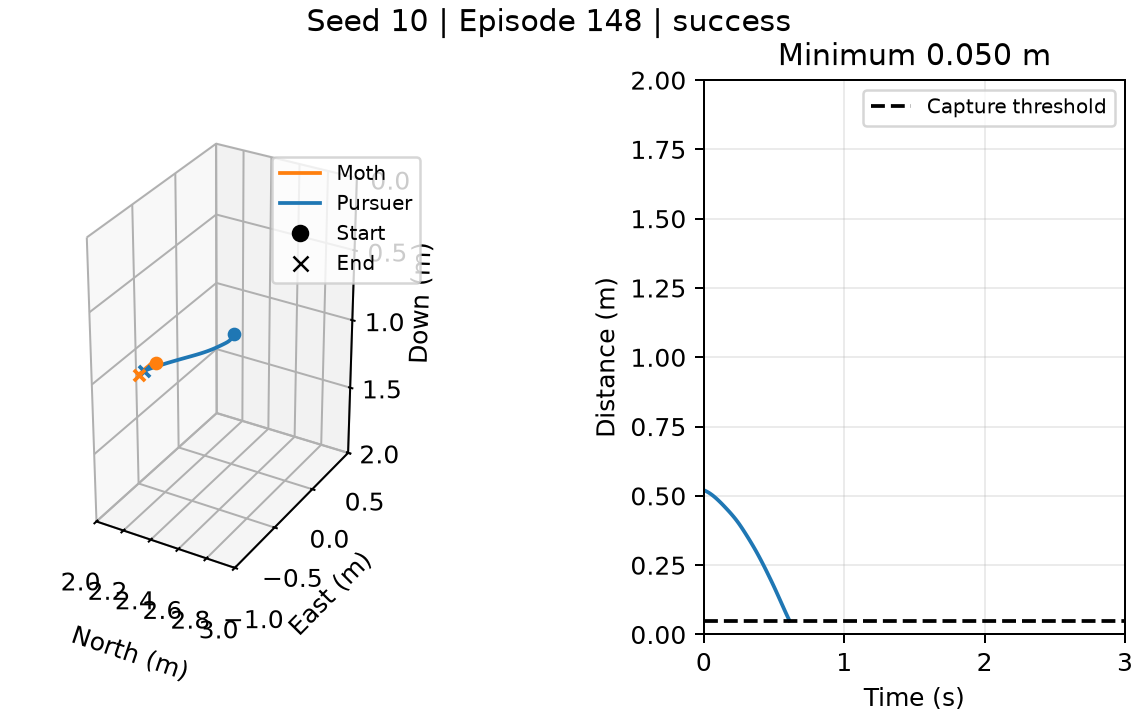 Seed 10 | Episode 148 | success
Moth
Pursuer
Start
End
0.0
0.5
1.0
1.5
2.0
Down (m)
0.5
0.0
−0.5
−1.0
East (m)
2.0
2.2
2.4
2.6
2.8
3.0
North (m)
Minimum 0.050 m
Capture threshold
2.00
1.75
1.50
1.25
1.00
0.75
0.50
0.25
0.00
Distance (m)
0
1
2
3
Time (s)